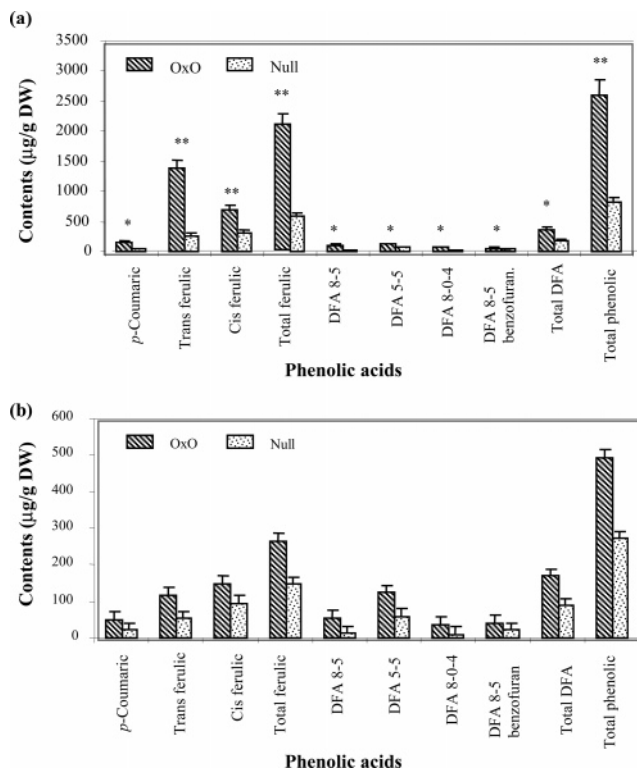 (a)
3500
3000
2500
2000
1500
1000
500
0
Contents (µg/g DW)
OxO
Null
*
**
**
**
*
*
*
*
*
**
p-Coumaric
Trans ferulic
Cis ferulic
Total ferulic
DFA 8-5
DFA 5-5
DFA 8-0-4
DFA 8-5
benzofuran.
Total DFA
Total phenolic
Phenolic acids
(b)
600
500
400
300
200
100
0
Contents (µg/g DW)
OxO
Null
p-Coumaric
Trans ferulic
Cis ferulic
Total ferulic
DFA 8-5
DFA 5-5
DFA 8-0-4
DFA 8-5
benzofuran
Total DFA
Total phenolic
Phenolic acids